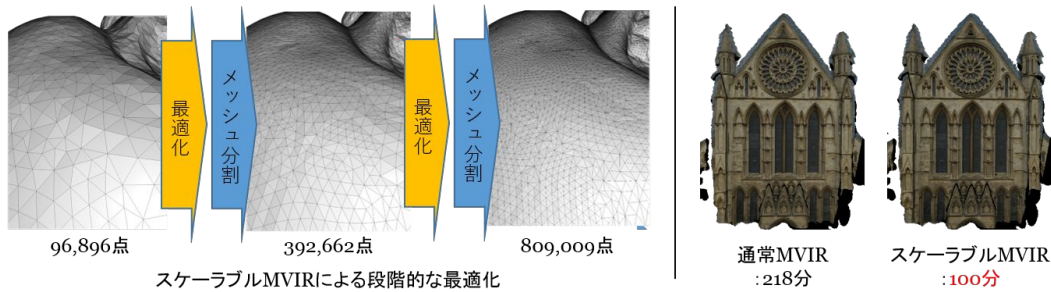 最適化
メッシュ分割
最適化
メッシュ分割
96,896点
392,662点
809,009点
スケーラブルMVIRによる段階的な最適化
通常MVIR
:218分
スケーラブルMVIR
:100分